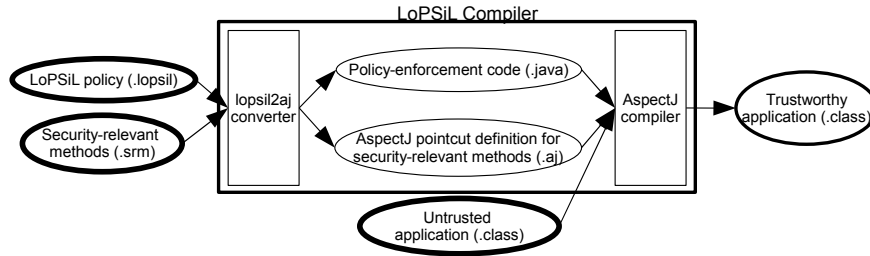 LoPSiL Compiler
LoPSiL policy (.lopsil)
Security-relevant
methods (.srm)
lopsil2aj
converter
Policy-enforcement code (.java)
AspectJ pointcut definition for
security-relevant methods (.aj)
Untrusted
application (.class)
AspectJ
compiler
Trustworthy
application (.class)